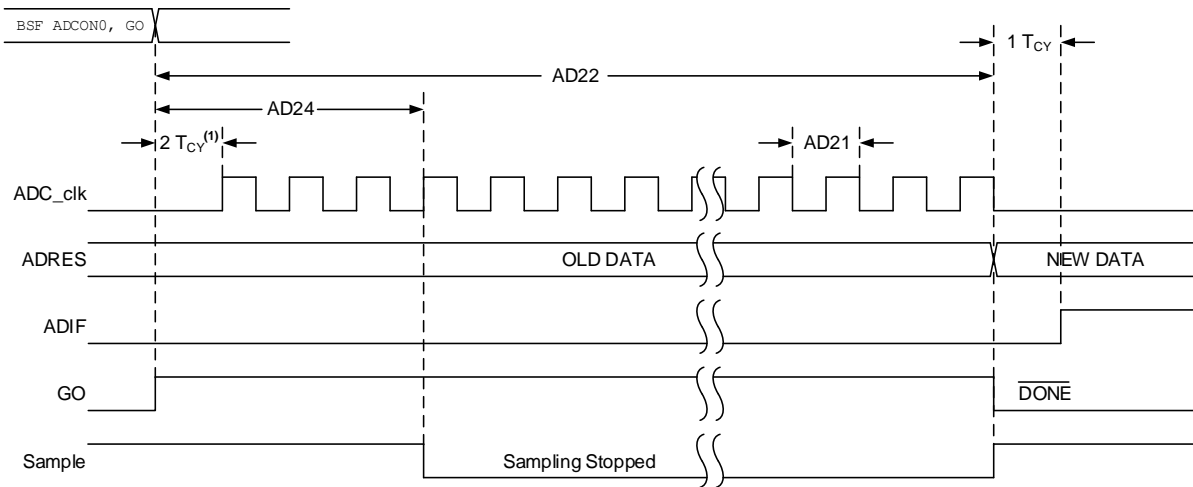 BSF ADCON0, GO
1 TCY
AD22
AD24
2 TCY(1)
AD21
ADC_clk
ADRES
OLD DATA
NEW DATA
ADIF
GO
DONE
Sample
Sampling Stopped